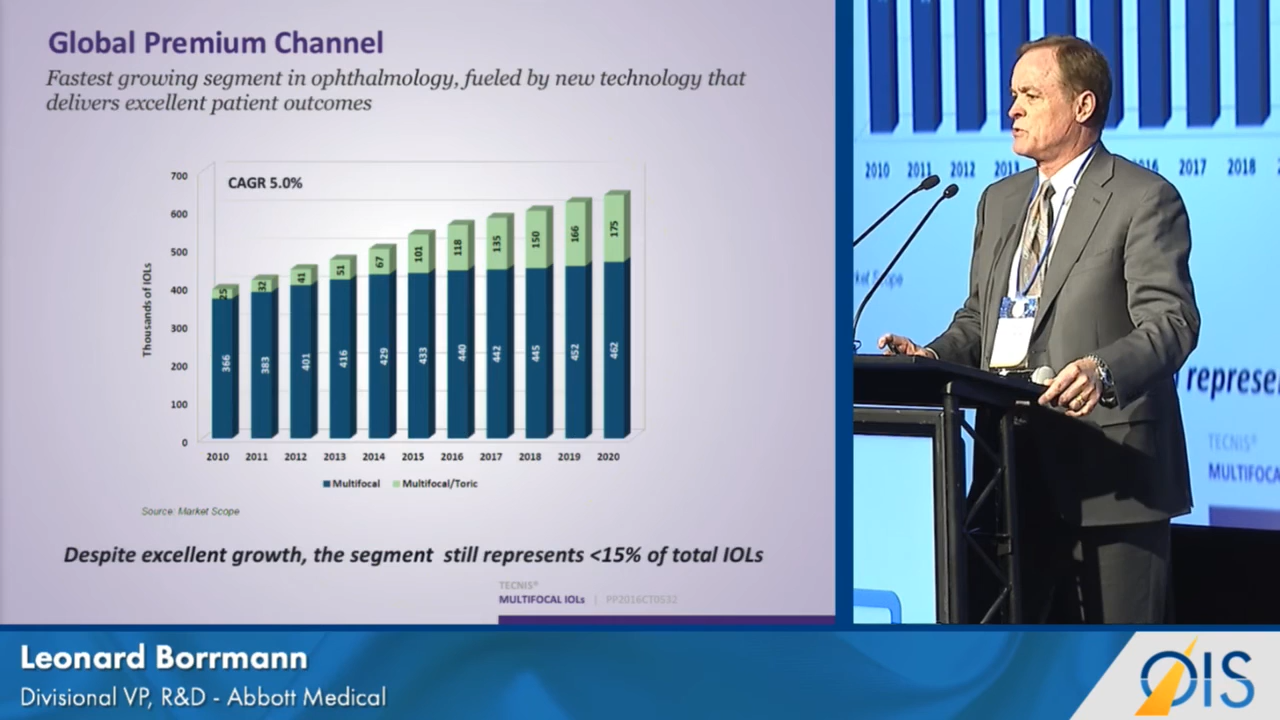 Global Premium Channel
Fastest growing segment in ophthalmology, fueled by new technology that
delivers excellent patient outcomes
CAGR 5.0%
Thousands of IOLs
700
600
500
400
300
200
100
0
25 32 41 51 67 101 118 135 150 166 175
366 383 401 416 429 433 440 442 445 452 462
2010 2011 2012 2013 2014 2015 2016 2017 2018 2019 2020
Multifocal Multifocal/Toric
Source: Market Scope
Despite excellent growth, the segment still represents <15% of total IOLs
TECNIS®
MULTIFOCAL IOLs | PP2016CT0532
2010 2011 2012 2013 2017 2018
represe
TECNIS®
MULTIFOCA
Leonard Borrmann
Divisional VP, R&D - Abbott Medical
OIS